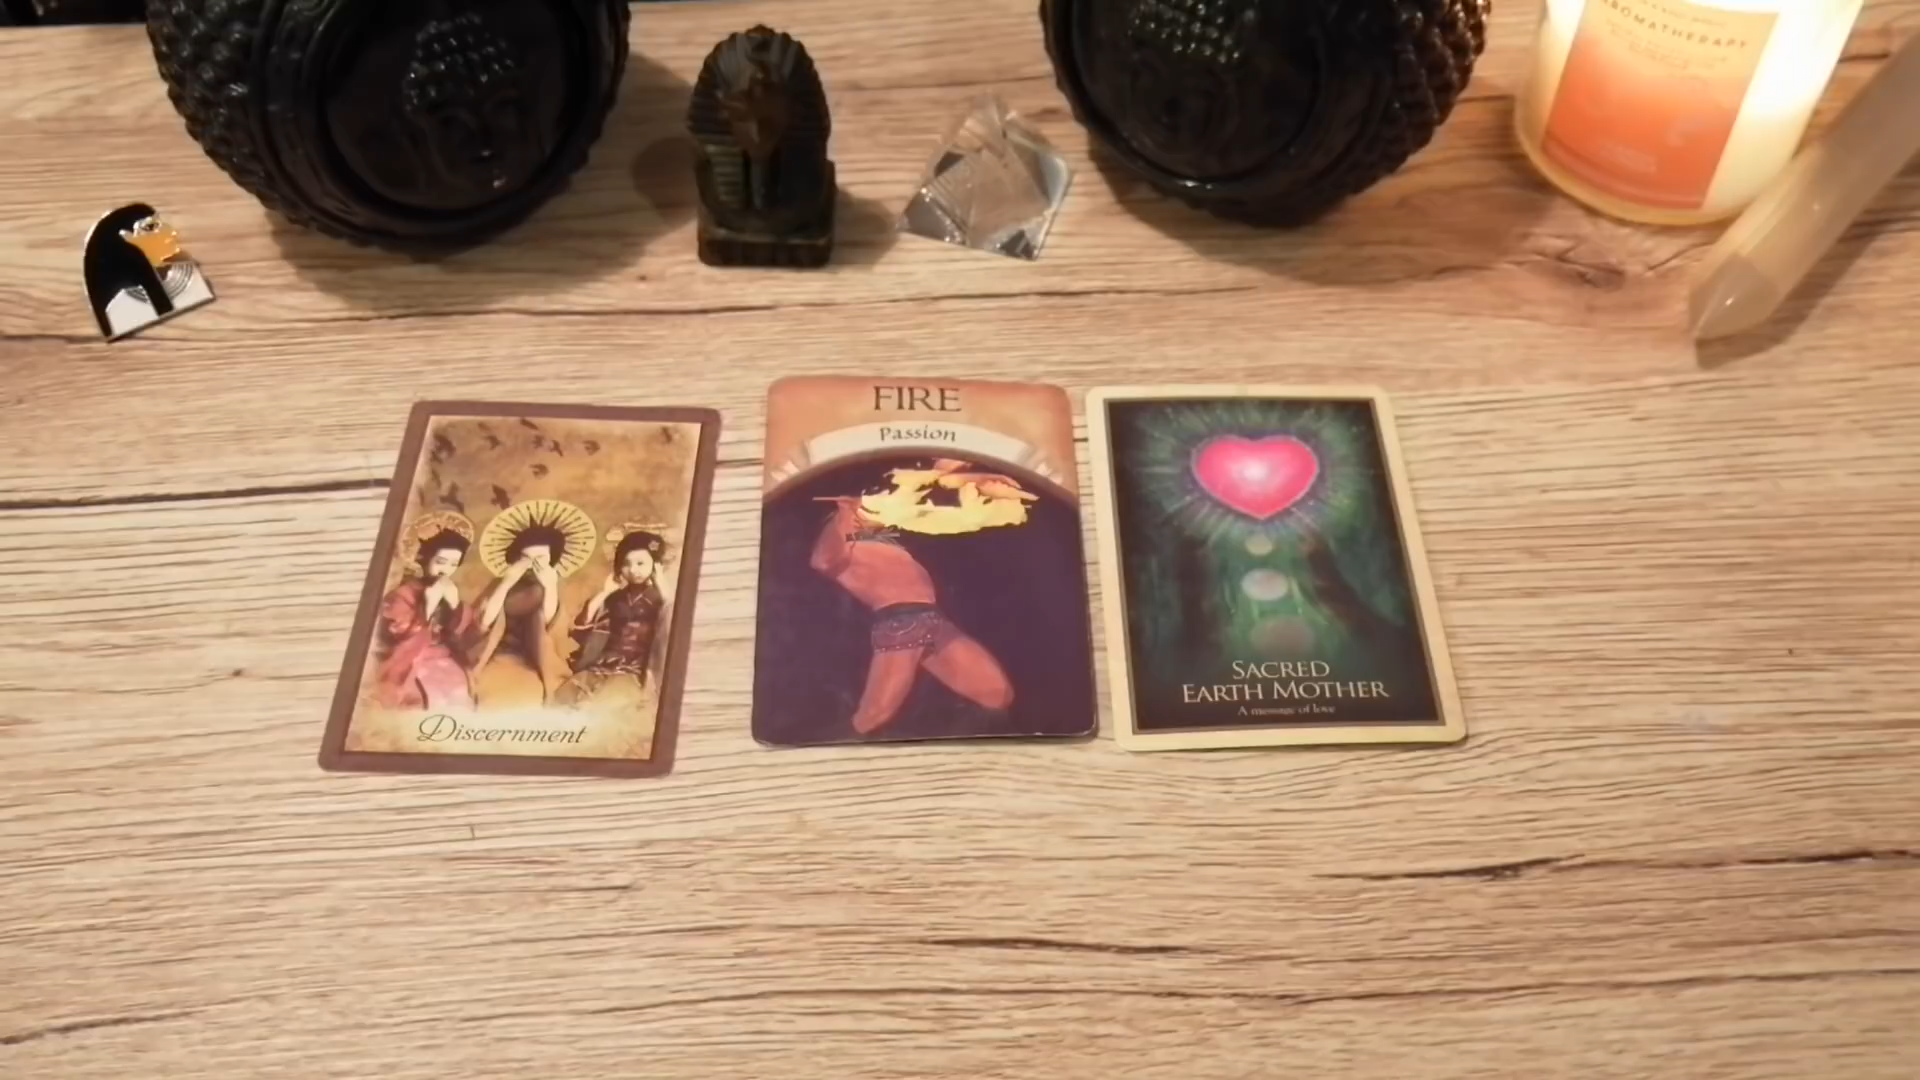 AROMATHERAPY
FIRE
Passion
Discernment
SACRED
EARTH MOTHER
A message of love